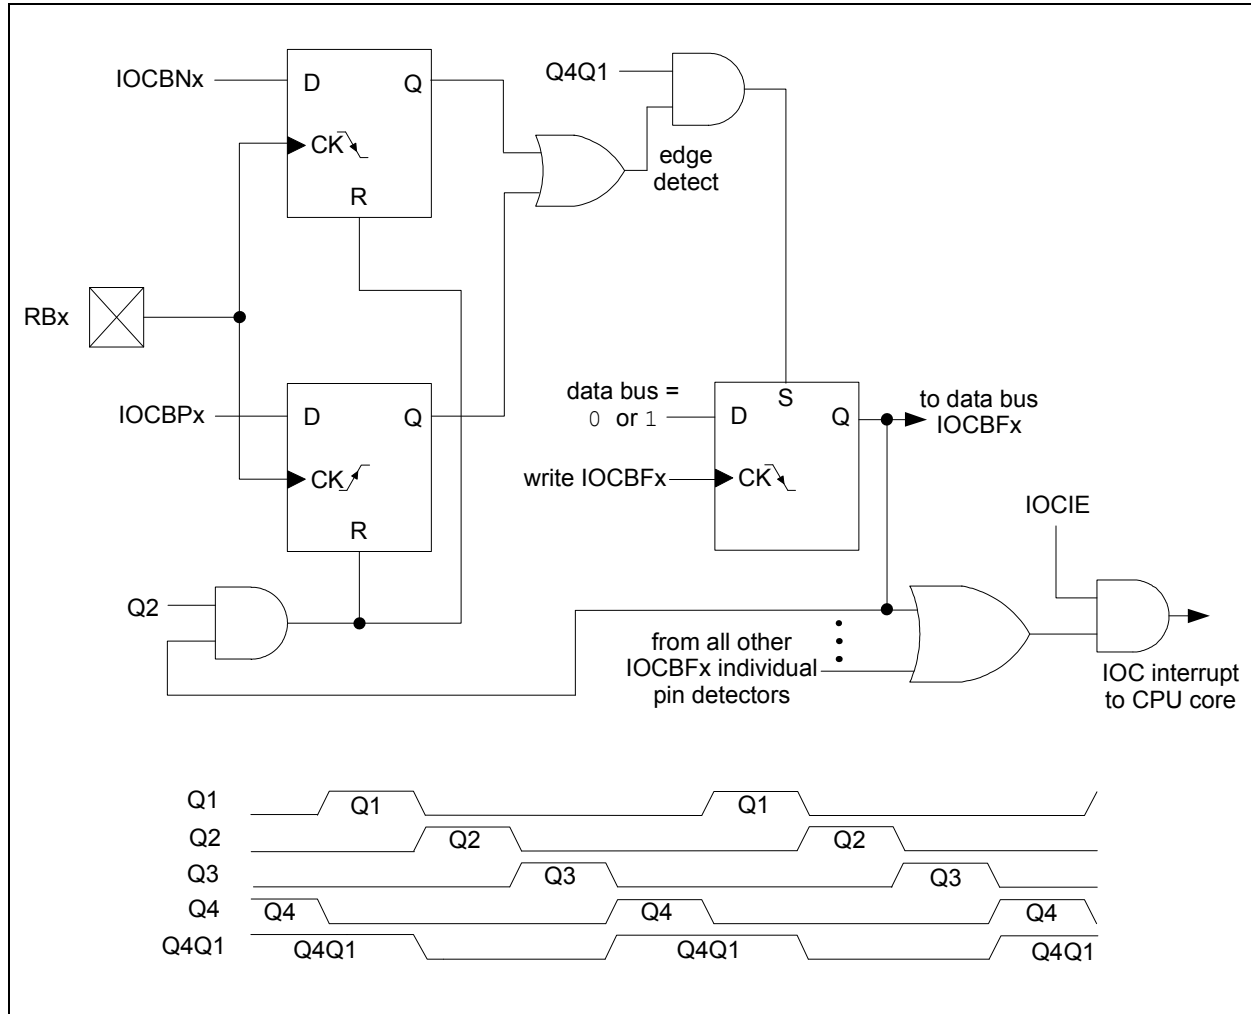 IOCBNx
D
Q
CK
R
Q4Q1
edge
detect
RBx
IOCBPx
D
Q
CK
R
data bus =
0 or 1
D
S
Q
to data bus
IOCBFx
write IOCBFx
CK
IOCIE
Q2
from all other
IOCBFx individual
pin detectors
IOC interrupt
to CPU core
Q1
Q1
Q1
Q2
Q2
Q2
Q3
Q3
Q3
Q4
Q4
Q4
Q4
Q4Q1
Q4Q1
Q4Q1
Q4Q1